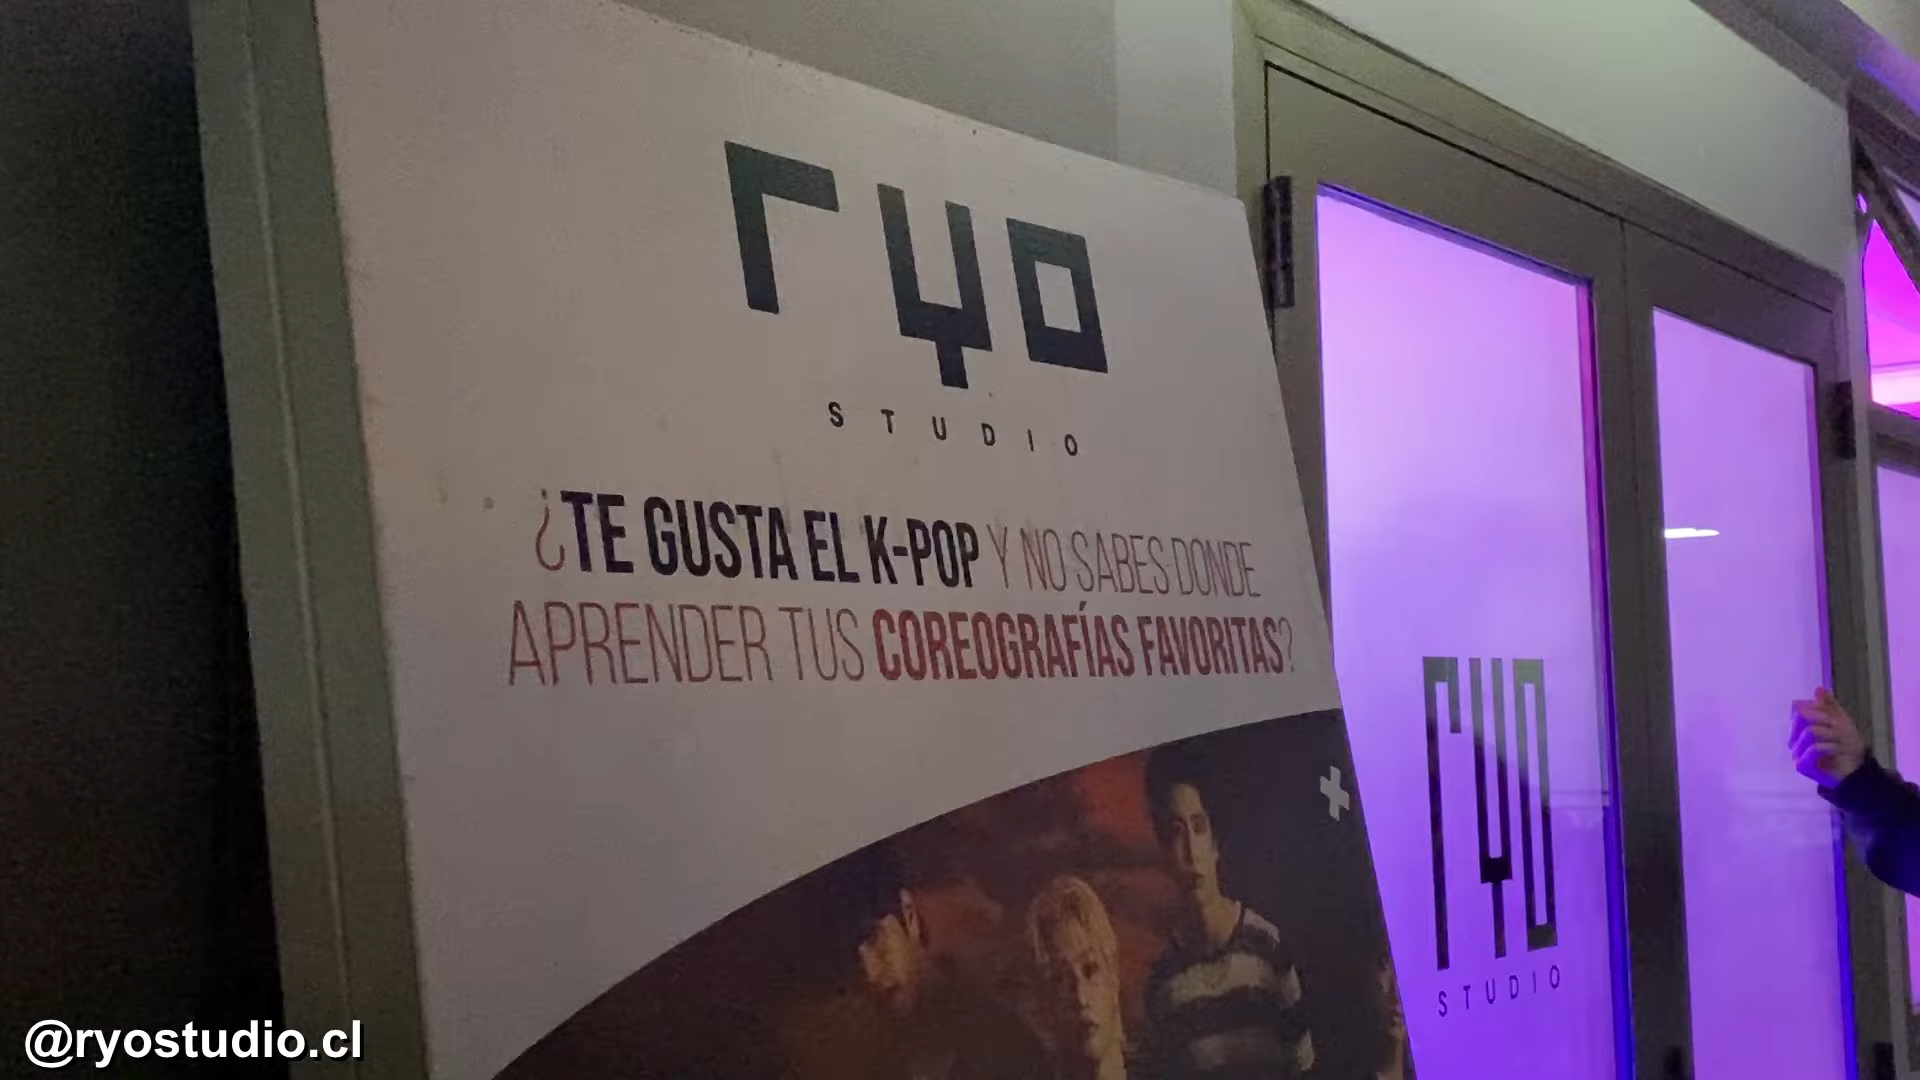 ryo
STUDIO
¿TE GUSTA EL K-POP Y NO SABES DONDE
APRENDER TUS COREOGRAFÍAS FAVORITAS?
ryo
STUDIO
@ryostudio.cl